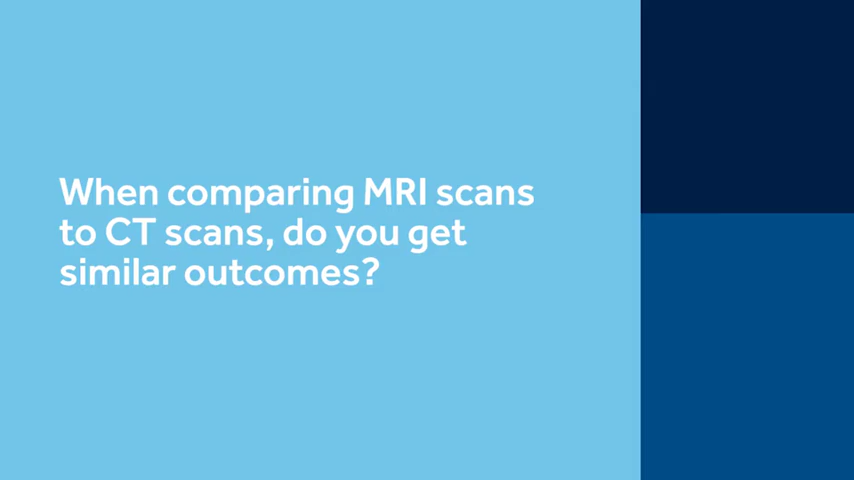 When comparing MRI scans
to CT scans, do you get
similar outcomes?